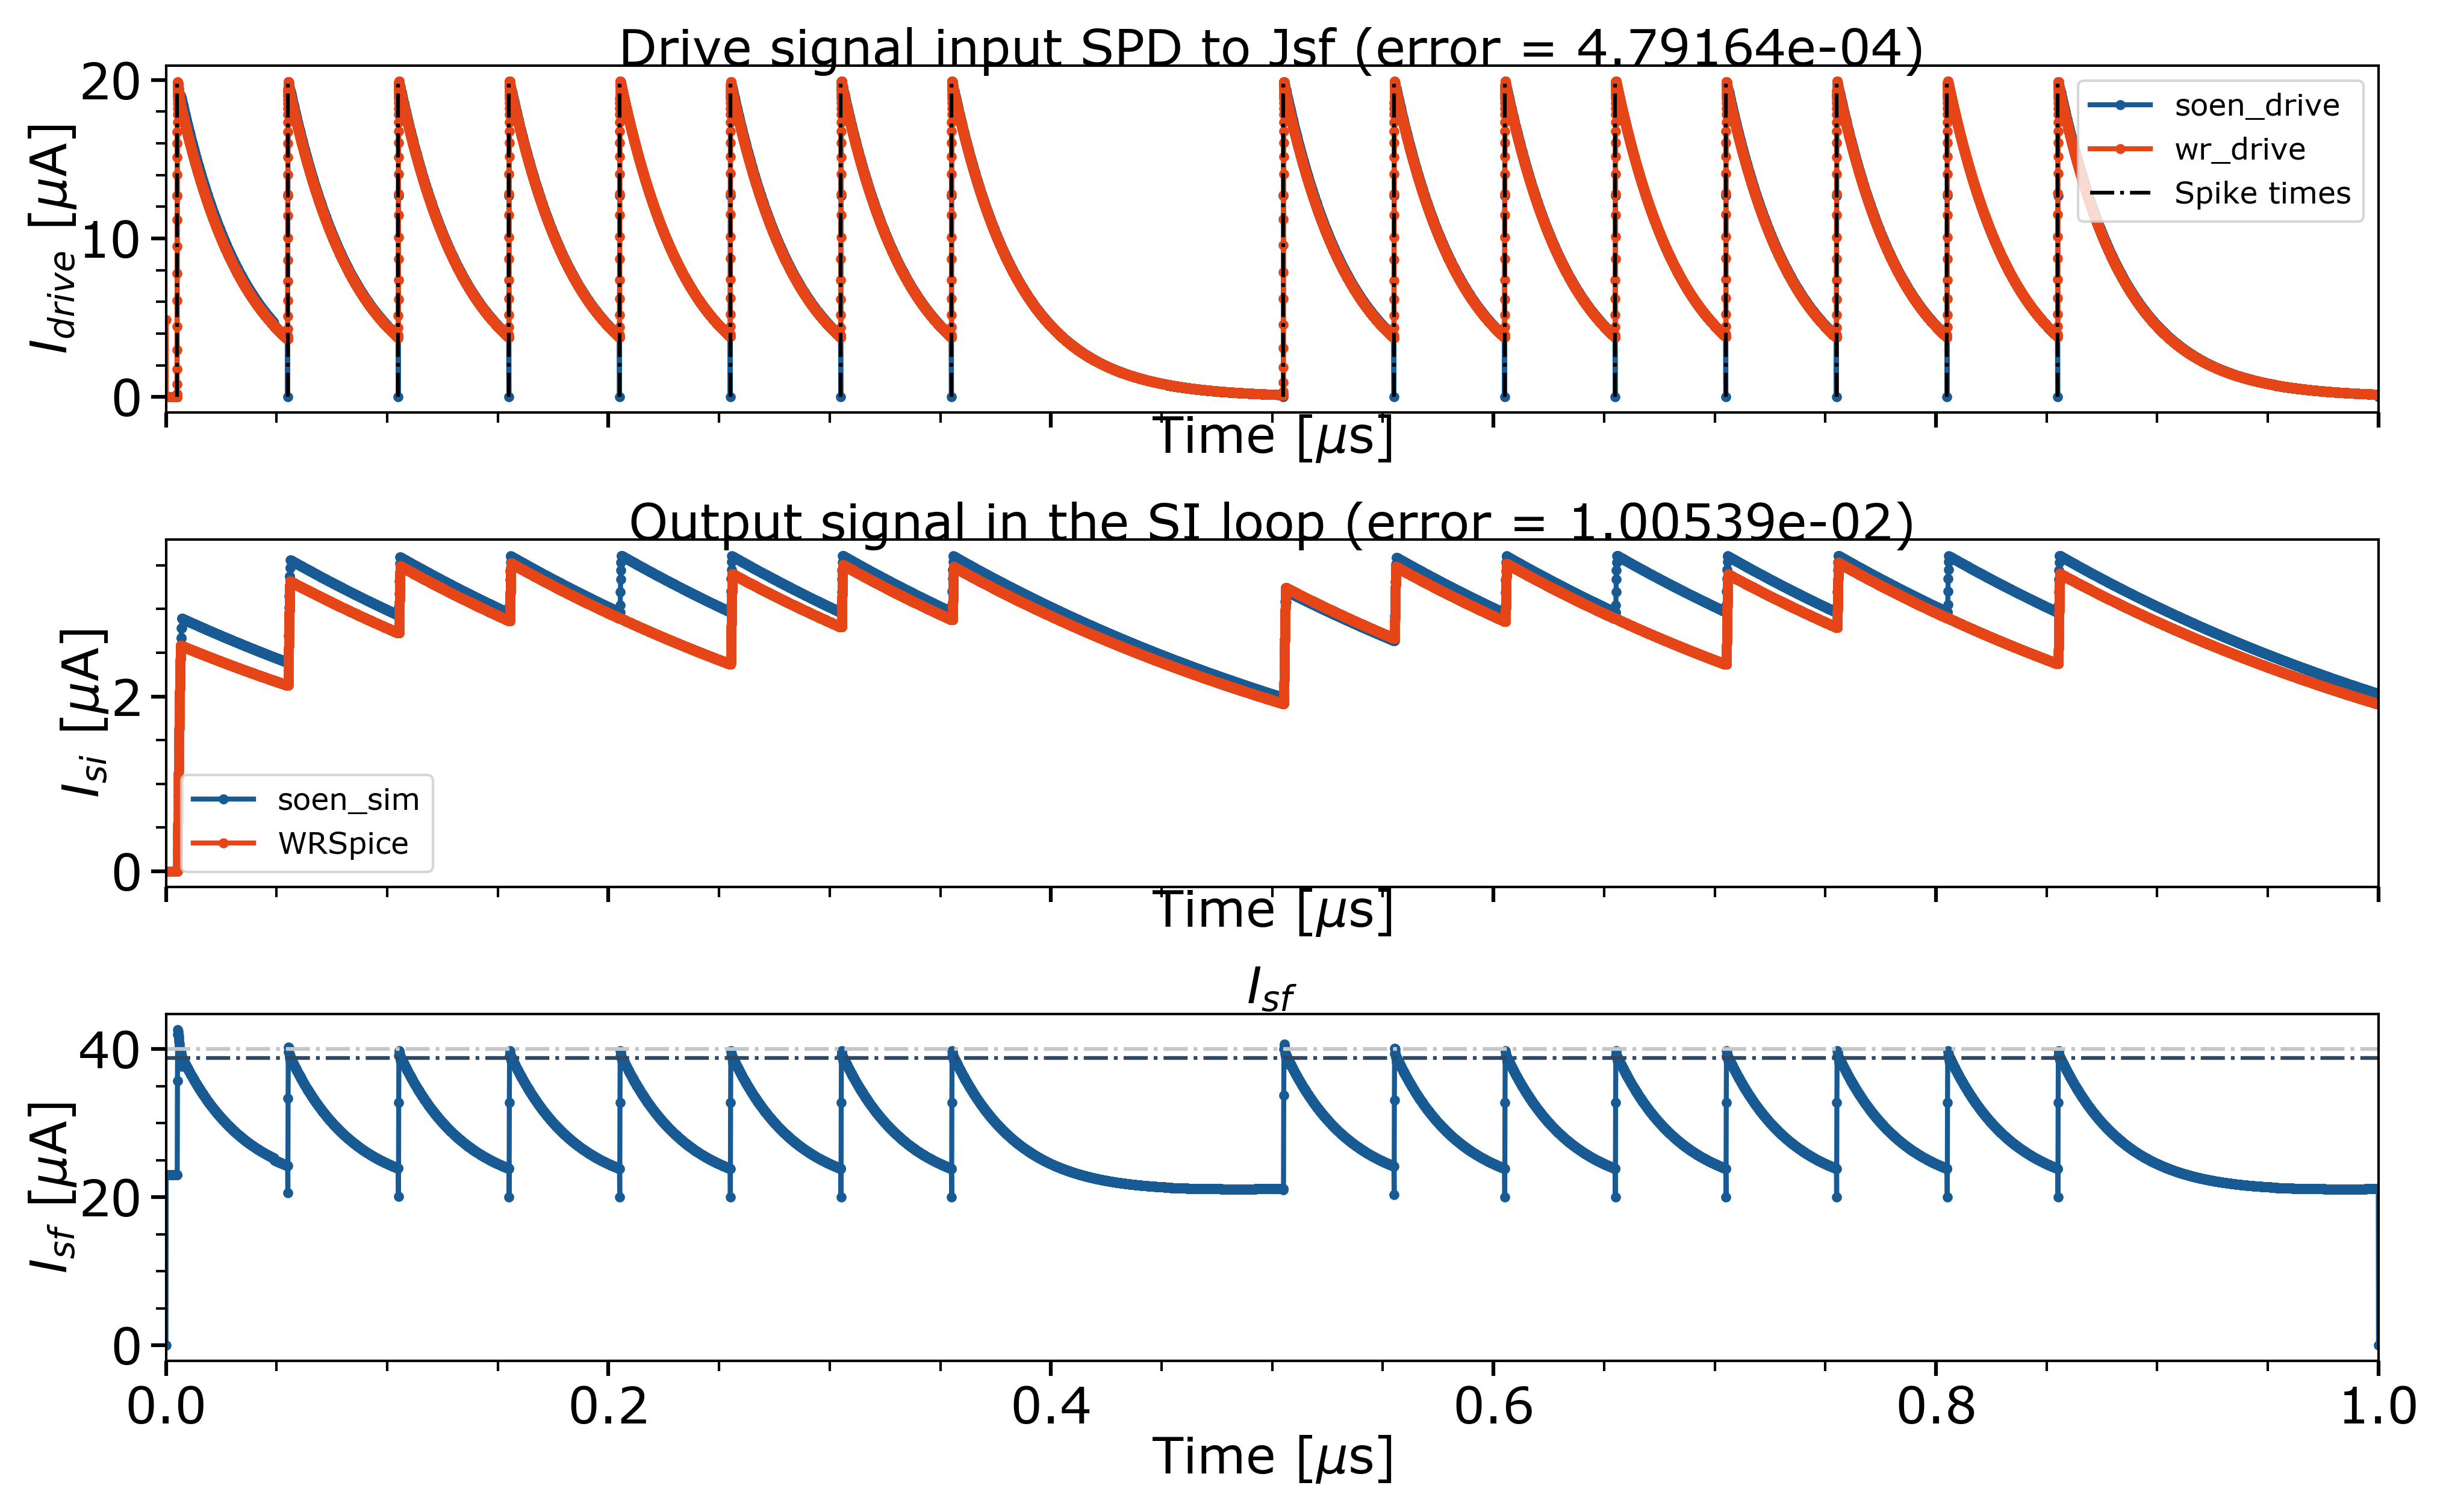 Drive signal input SPD to Jsf (error = 4.79164e-04)
I_drive [μA]
20
10
0
soen_drive
wr_drive
Spike times
Time [μs]
Output signal in the SI loop (error = 1.00539e-02)
I_si [μA]
2
0
soen_sim
WRSpice
Time [μs]
I_sf
I_sf [μA]
40
20
0
0.0 0.2 0.4 0.6 0.8 1.0
Time [μs]